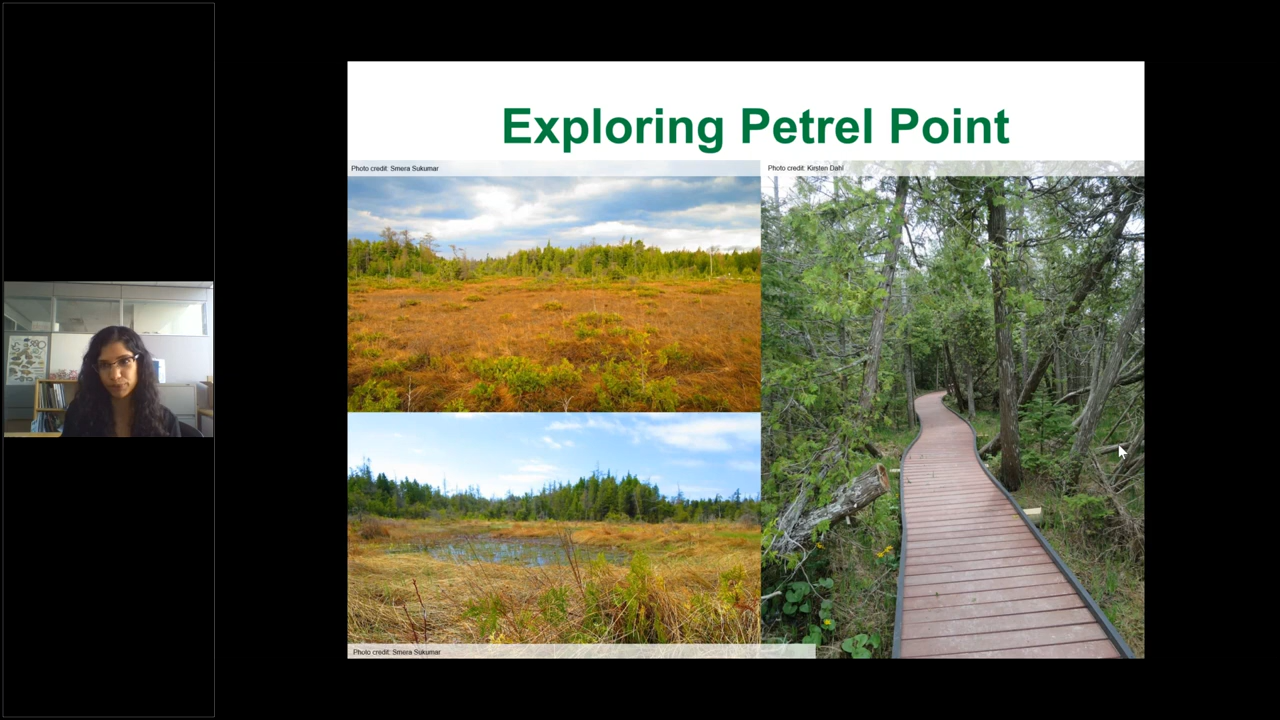 Exploring Petrel Point
Photo credit: Smera Sukumar
Photo credit: Kirsten Dahl
Photo credit: Smera Sukumar